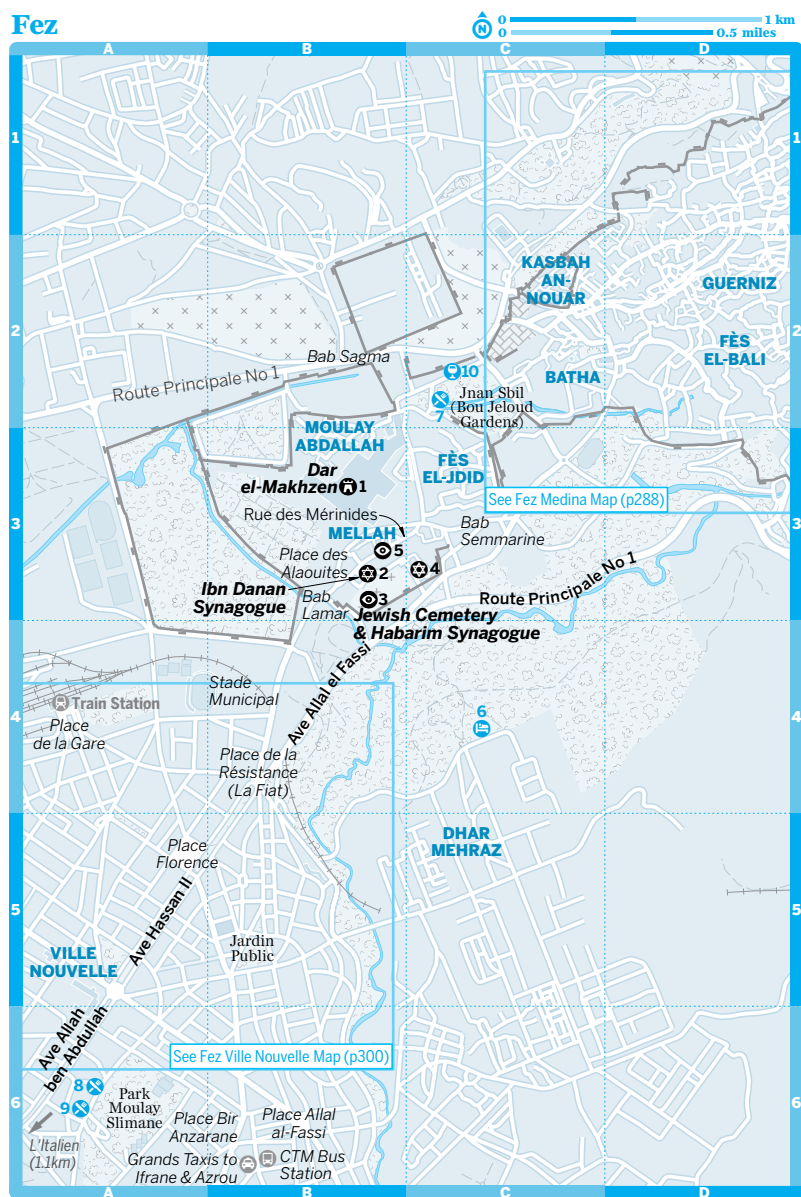 Fez
N
0 1 km
0 0.5 miles
A B C D
1 1
KASBAH
AN-
NOUAR
GUERNIZ
2 2
FÈS
EL-BALI
Bab Sagma
10
BATHA
Route Principale No 1
Jnan Sbil
(Bou Jeloud
Gardens)
7
MOULAY
ABDALLAH
FÈS
EL-JDID
Dar
el-Makhzen 1
See Fez Medina Map (p288)
Rue des Mérinides
3 3
MELLAH
Bab
Semmarine
5
Place des
Alaouites
2
4
Route Principale No 1
Ibn Danan
Synagogue
Bab
Lamar
3
Jewish Cemetery
& Habarim Synagogue
Ave Allal el Fassi
Stade
Municipal
Train Station
4 4
Place
de la Gare
6
Place de la
Résistance
(La Fiat)
DHAR
MEHRAZ
Place
Florence
Ave Hassan II
5 5
Jardin
Public
VILLE
NOUVELLE
Ave Allah
ben Abdullah
See Fez Ville Nouvelle Map (p300)
8
9
Park
Moulay
Slimane
6 6
Place Bir
Anzarane
Place Allal
al-Fassi
L'Italien
(1.1km)
Grands Taxis to
Ifrane & Azrou
CTM Bus
Station
A B C D